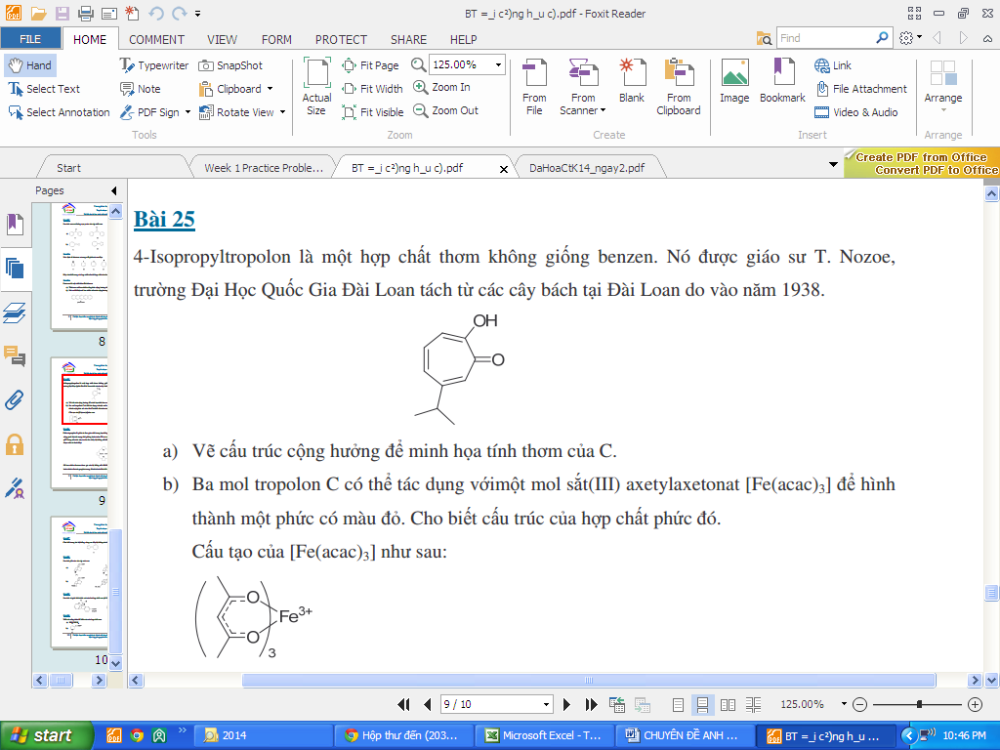 BT =_i c²)ng h_u c).pdf - Foxit Reader
FILE HOME COMMENT VIEW FORM PROTECT SHARE HELP
Find
Hand
Typewriter
SnapShot
Select Text
Note
Clipboard
Select Annotation
PDF Sign
Rotate View
Tools
Actual Size
Fit Page
125.00%
Fit Width
Zoom In
Fit Visible
Zoom Out
Zoom
From File
From Scanner
Blank
From Clipboard
Create
Image
Bookmark
Link
File Attachment
Video & Audio
Insert
Arrange
Arrange
Start
Week 1 Practice Proble...
BT =_i c²)ng h_u c).pdf
DaHoaCtK14_ngay2.pdf
Create PDF from Office
Convert PDF to Office
Pages
8
9
10
Bài 25
4-Isopropyltropolon là một hợp chất thơm không giống benzen. Nó được giáo sư T. Nozoe,
trường Đại Học Quốc Gia Đài Loan tách từ các cây bách tại Đài Loan do vào năm 1938.
OH
O
a) Vẽ cấu trúc cộng hưởng để minh họa tính thơm của C.
b) Ba mol tropolon C có thể tác dụng vớimột mol sắt(III) axetylaxetonat [Fe(acac)3] để hình
thành một phức có màu đỏ. Cho biết cấu trúc của hợp chất phức đó.
Cấu tạo của [Fe(acac)3] như sau:
O
Fe3+
O
3
9 / 10
125.00%
start
2014
Hộp thư đến (203...
Microsoft Excel - T...
CHUYÊN ĐỀ ANH ...
BT =_i c²)ng h_u ...
10:46 PM